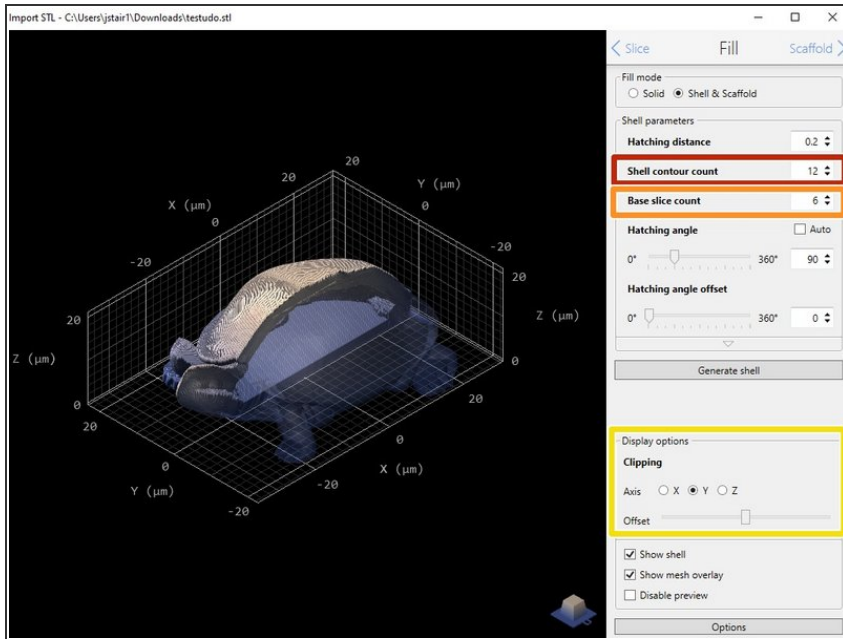 Import STL - C:\Users\jstair1\Downloads\testudo.stl
Slice Fill Scaffold
Fill mode
Solid Shell & Scaffold
Shell parameters
Hatching distance 0.2
Shell contour count 12
Base slice count 6
Hatching angle Auto
0° 360° 90
Hatching angle offset
0° 360° 0
Generate shell
Display options
Clipping
Axis X Y Z
Offset
Show shell
Show mesh overlay
Disable preview
Options
20
20
X (µm)
Y (µm)
0
0
-20
-20
20
20
Z (µm)
Z (µm)
0
0
20
20
0
0
Y (µm)
X (µm)
-20
-20